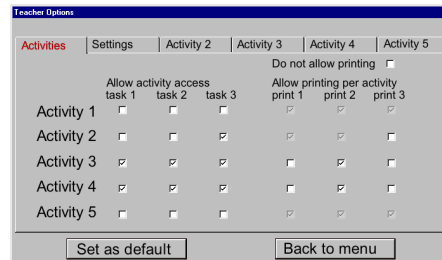 Teacher Options
Activities Settings Activity 2 Activity 3 Activity 4 Activity 5
Do not allow printing
Allow activity access Allow printing per activity
task 1 task 2 task 3 print 1 print 2 print 3
Activity 1
Activity 2
Activity 3
Activity 4
Activity 5
Set as default Back to menu